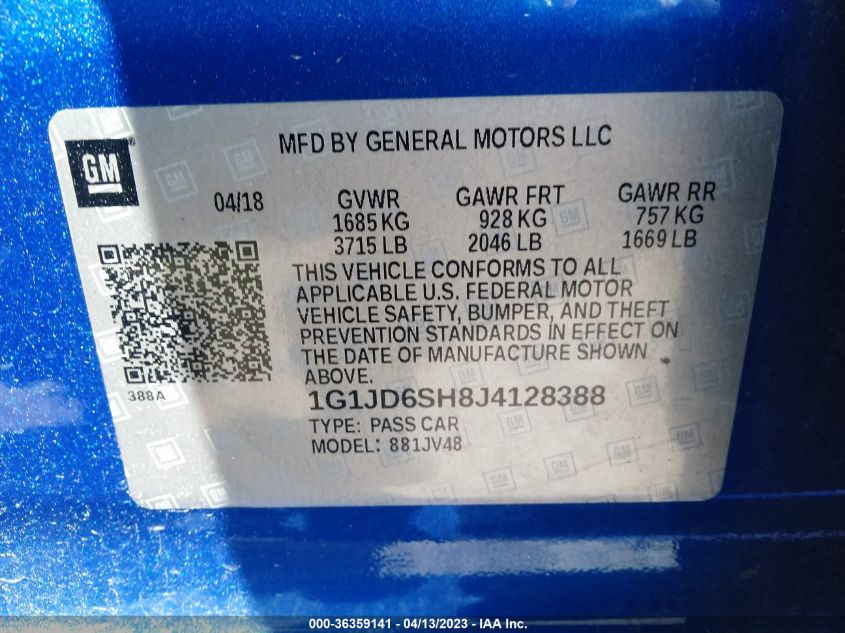 MFD BY GENERAL MOTORS LLC
GM
04/18 GVWR GAWR FRT GAWR RR
1685 KG 928 KG 757 KG
3715 LB 2046 LB 1669 LB
THIS VEHICLE CONFORMS TO ALL
APPLICABLE U.S. FEDERAL MOTOR
VEHICLE SAFETY, BUMPER, AND THEFT
PREVENTION STANDARDS IN EFFECT ON
THE DATE OF MANUFACTURE SHOWN
ABOVE.
388A
1G1JD6SH8J4128388
TYPE: PASS CAR
MODEL: 881JV48
000-36359141 - 04/13/2023 - IAA Inc.